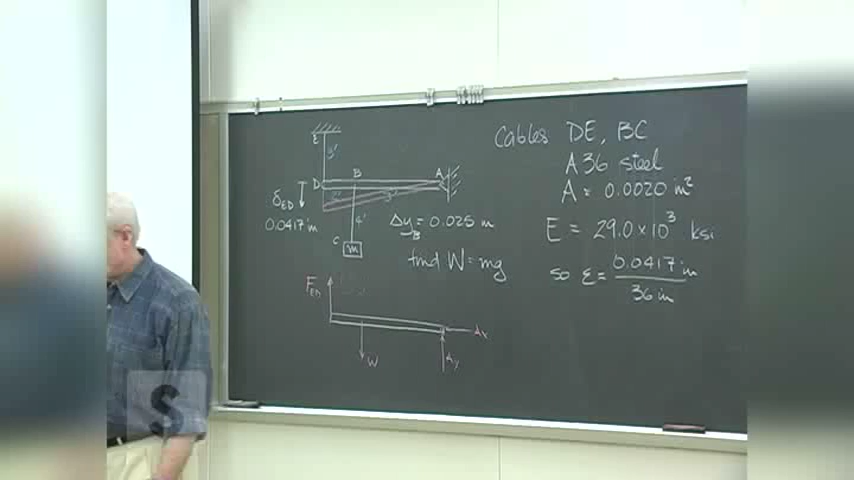 Cables DE, BC
A36 steel
A = 0.0020 in²
E = 29.0 x 10³ ksi
so ε = 0.0417 in
36 in
E
3'
D
B
A
δED
0.0417 in
4'
C
m
Δy = 0.025 in
B
find W = mg
FED
W
Ax
Ay
S